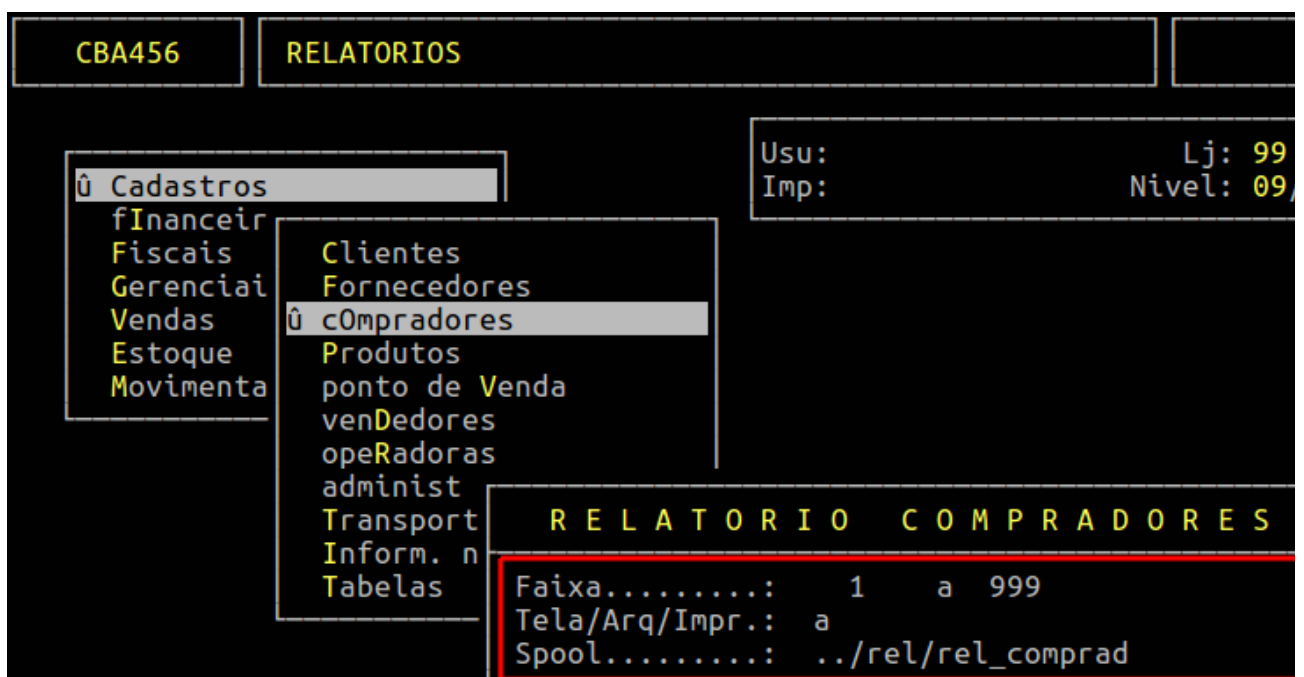 CBA456 RELATORIOS
Usu: Lj: 99
Imp: Nivel: 09/
û Cadastros
fInanceir
Fiscais
Gerenciai
Vendas
Estoque
Movimenta
Clientes
Fornecedores
û cOmpradores
Produtos
ponto de Venda
venDedores
opeRadoras
administ
Transport
Inform. n
Tabelas
R E L A T O R I O C O M P R A D O R E S
Faixa.........: 1 a 999
Tela/Arq/Impr.: a
Spool.........: ../rel/rel_comprad